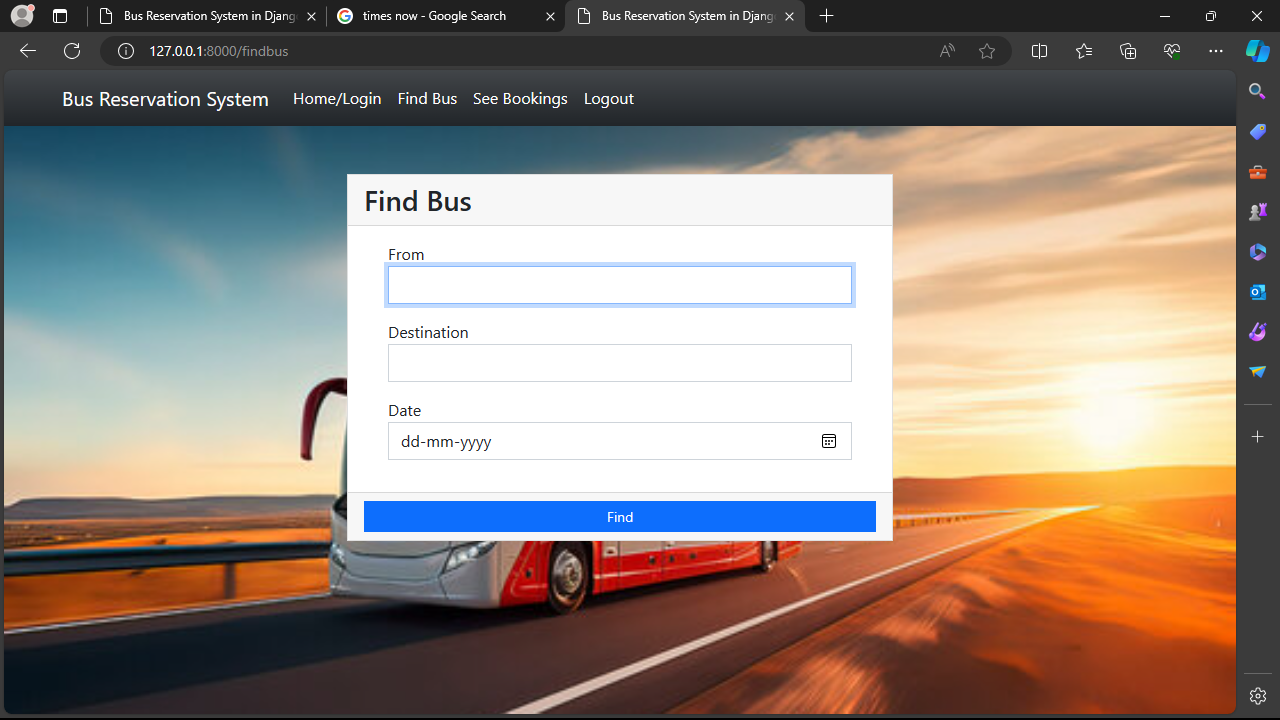 Bus Reservation System in Djang
times now - Google Search
Bus Reservation System in Djang
127.0.0.1:8000/findbus
Bus Reservation System Home/Login Find Bus See Bookings Logout
Find Bus
From
Destination
Date
dd-mm-yyyy
Find